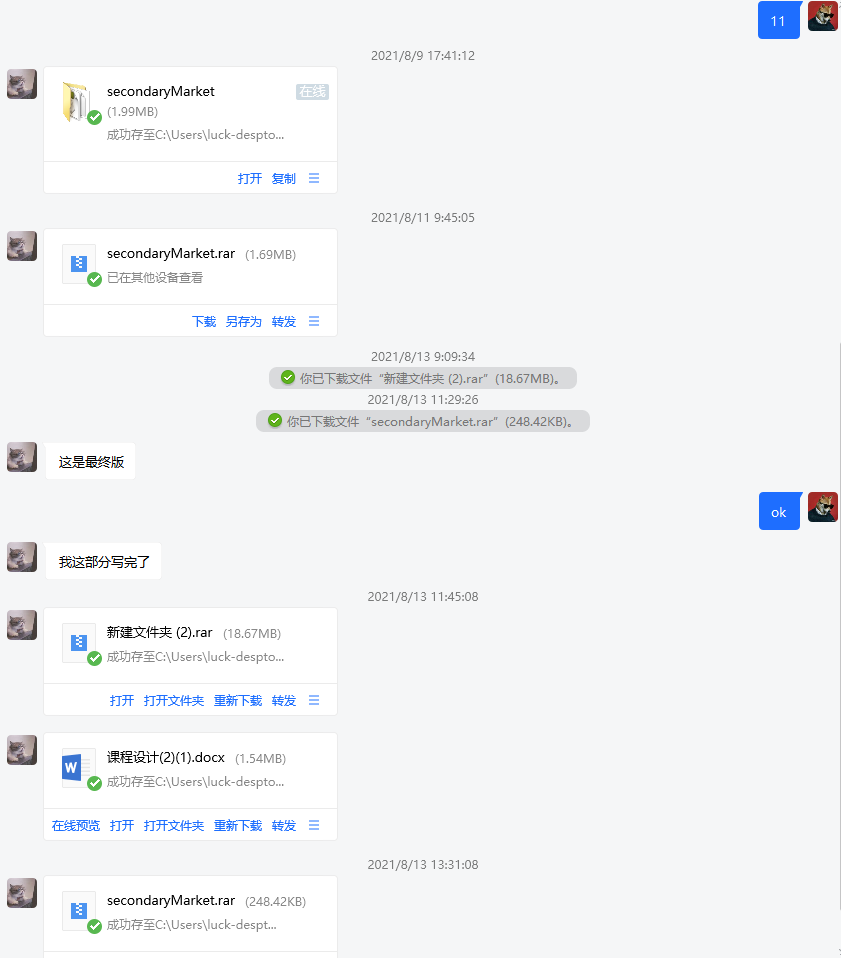 11
2021/8/9 17:41:12
secondaryMarket 在线
(1.99MB)
成功存至C:\Users\luck-despto...
打开 复制
2021/8/11 9:45:05
secondaryMarket.rar (1.69MB)
已在其他设备查看
下载 另存为 转发
2021/8/13 9:09:34
你已下载文件“新建文件夹 (2).rar”(18.67MB)。
2021/8/13 11:29:26
你已下载文件“secondaryMarket.rar”(248.42KB)。
这是最终版
ok
我这部分写完了
2021/8/13 11:45:08
新建文件夹 (2).rar (18.67MB)
成功存至C:\Users\luck-despto...
打开 打开文件夹 重新下载 转发
W
课程设计(2)(1).docx (1.54MB)
成功存至C:\Users\luck-despto...
在线预览 打开 打开文件夹 重新下载 转发
2021/8/13 13:31:08
secondaryMarket.rar (248.42KB)
成功存至C:\Users\luck-despt...